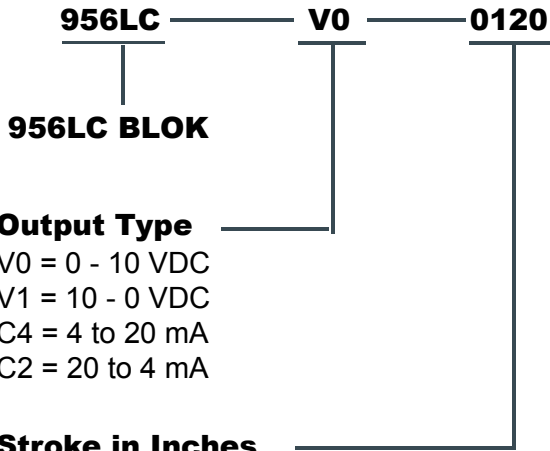 956LC V0 0120
956LC BLOK
Output Type
V0 = 0 - 10 VDC
V1 = 10 - 0 VDC
C4 = 4 to 20 mA
C2 = 20 to 4 mA
Stroke in Inches